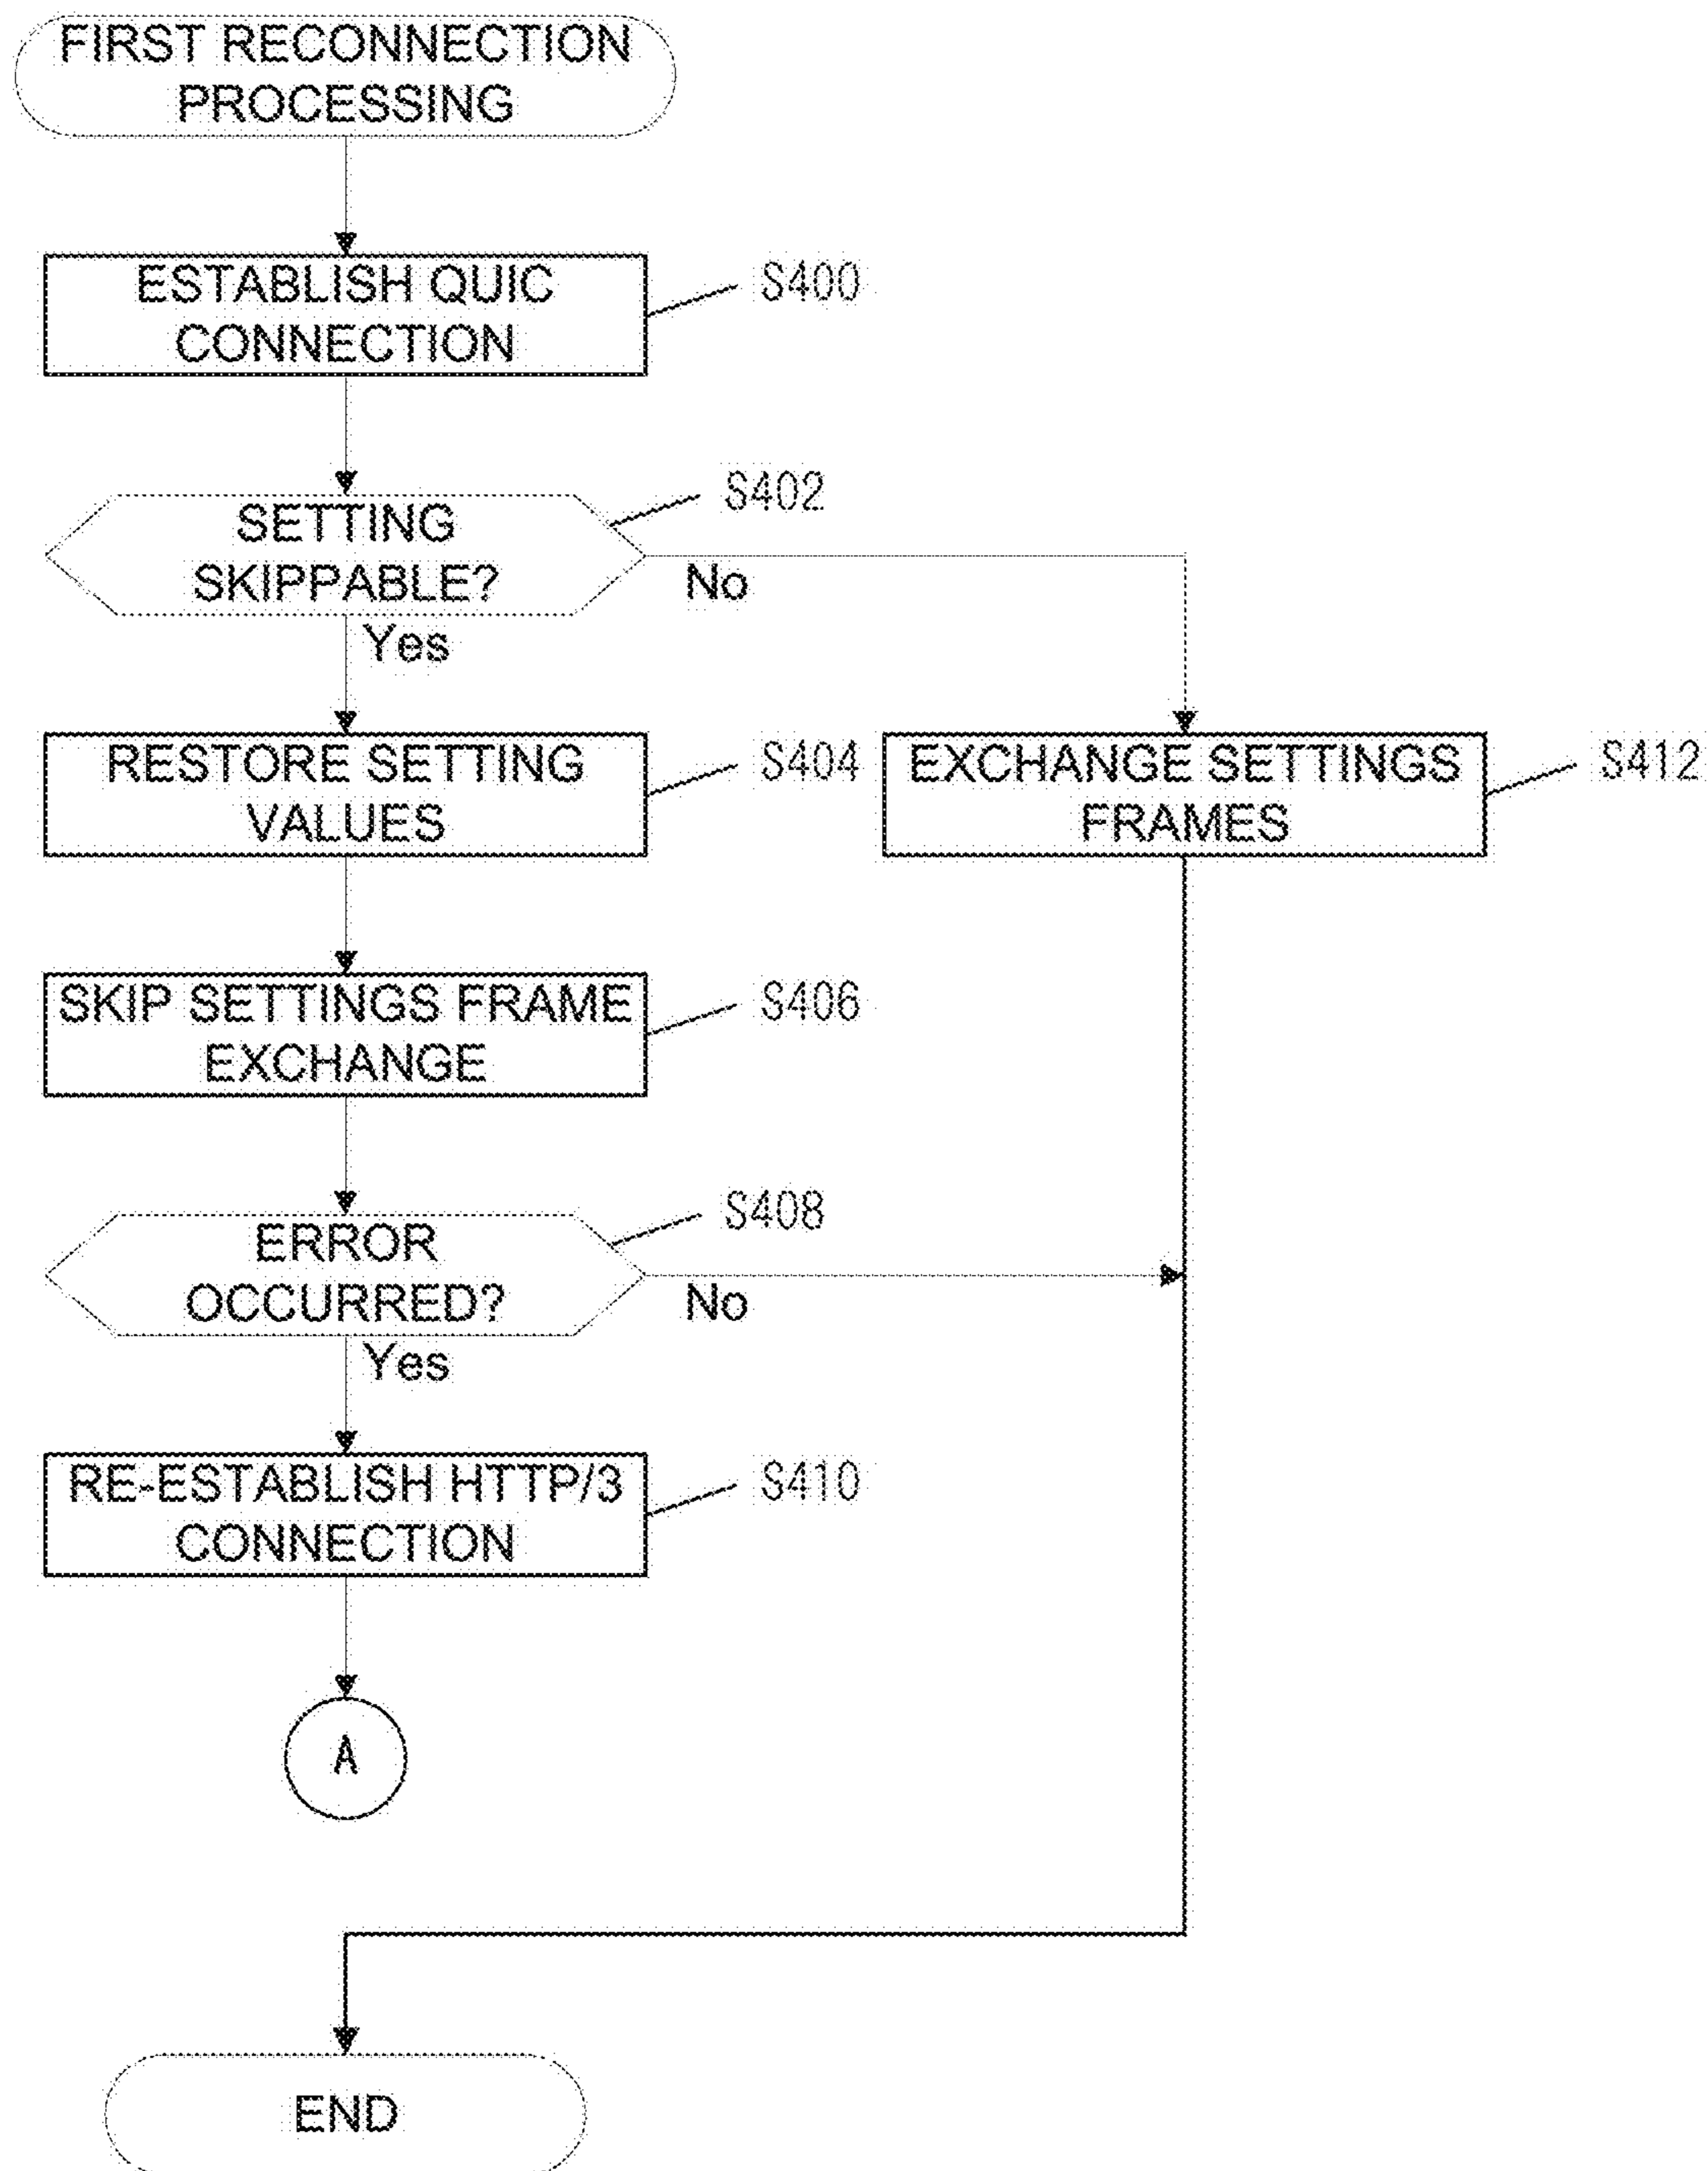 FIRST RECONNECTION
PROCESSING
ESTABLISH QUIC
CONNECTION
S400
SETTING
SKIPPABLE?
S402
No
Yes
RESTORE SETTING
VALUES
S404
EXCHANGE SETTINGS
FRAMES
S412
SKIP SETTINGS FRAME
EXCHANGE
S406
ERROR
OCCURRED?
S408
No
Yes
RE-ESTABLISH HTTP/3
CONNECTION
S410
A
END